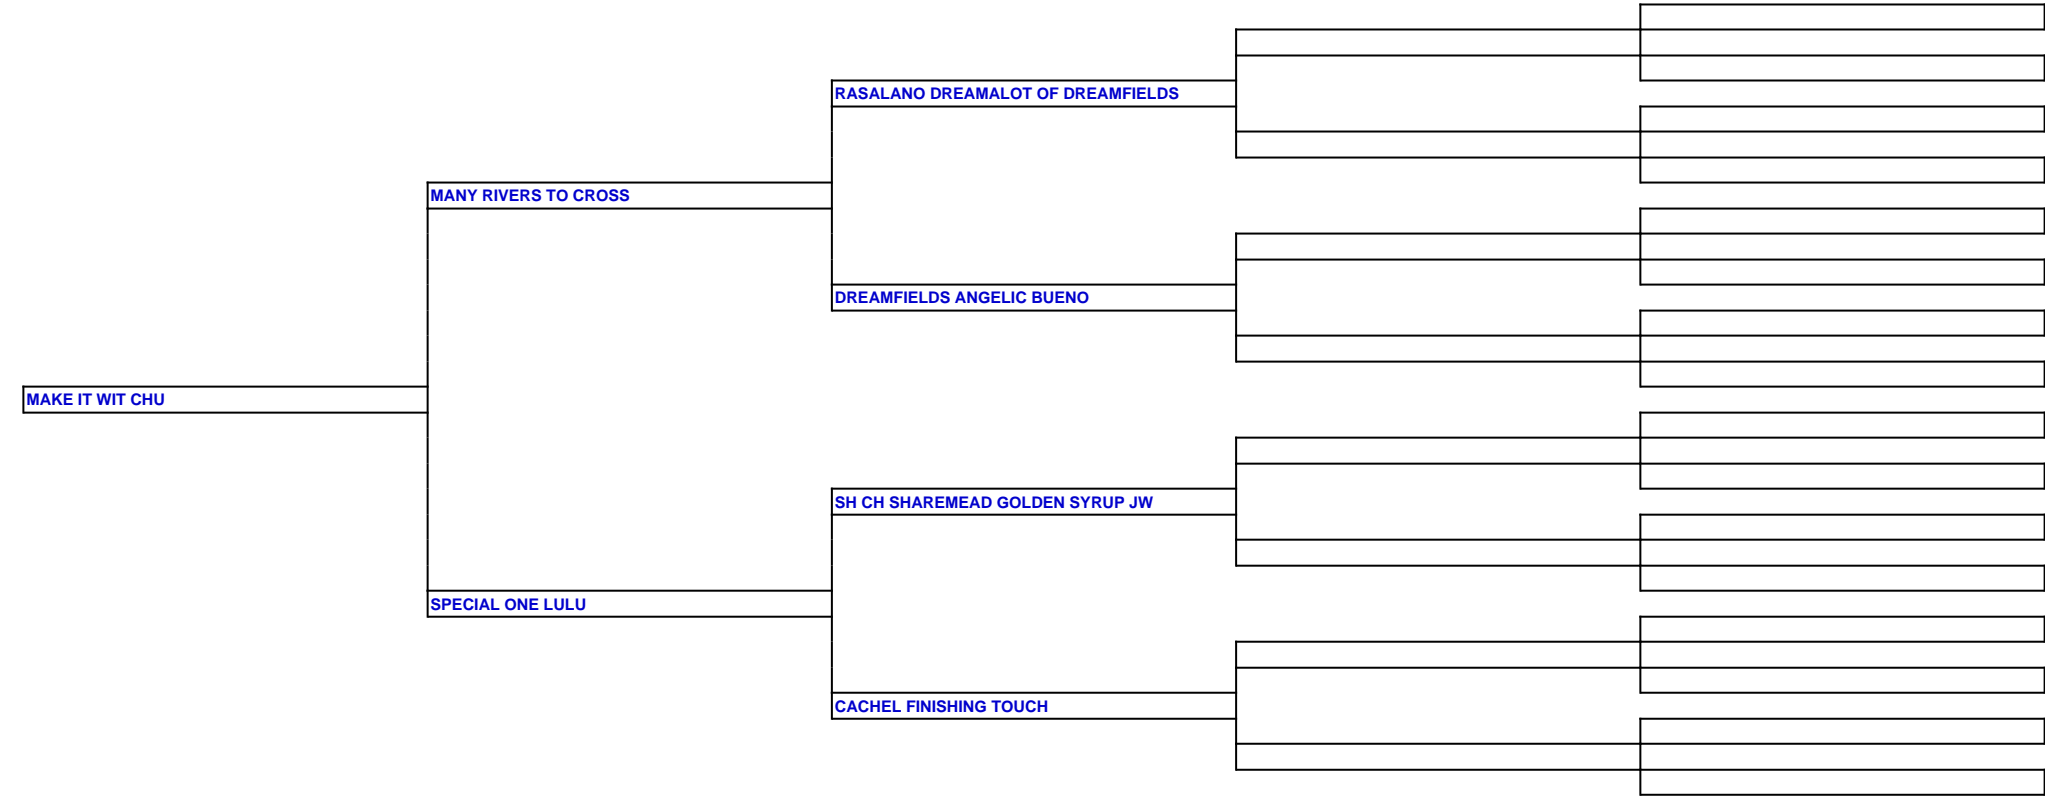 RASALANO DREAMALOT OF DREAMFIELDS
MANY RIVERS TO CROSS
DREAMFIELDS ANGELIC BUENO
MAKE IT WIT CHU
SH CH SHAREMEAD GOLDEN SYRUP JW
SPECIAL ONE LULU
CACHEL FINISHING TOUCH